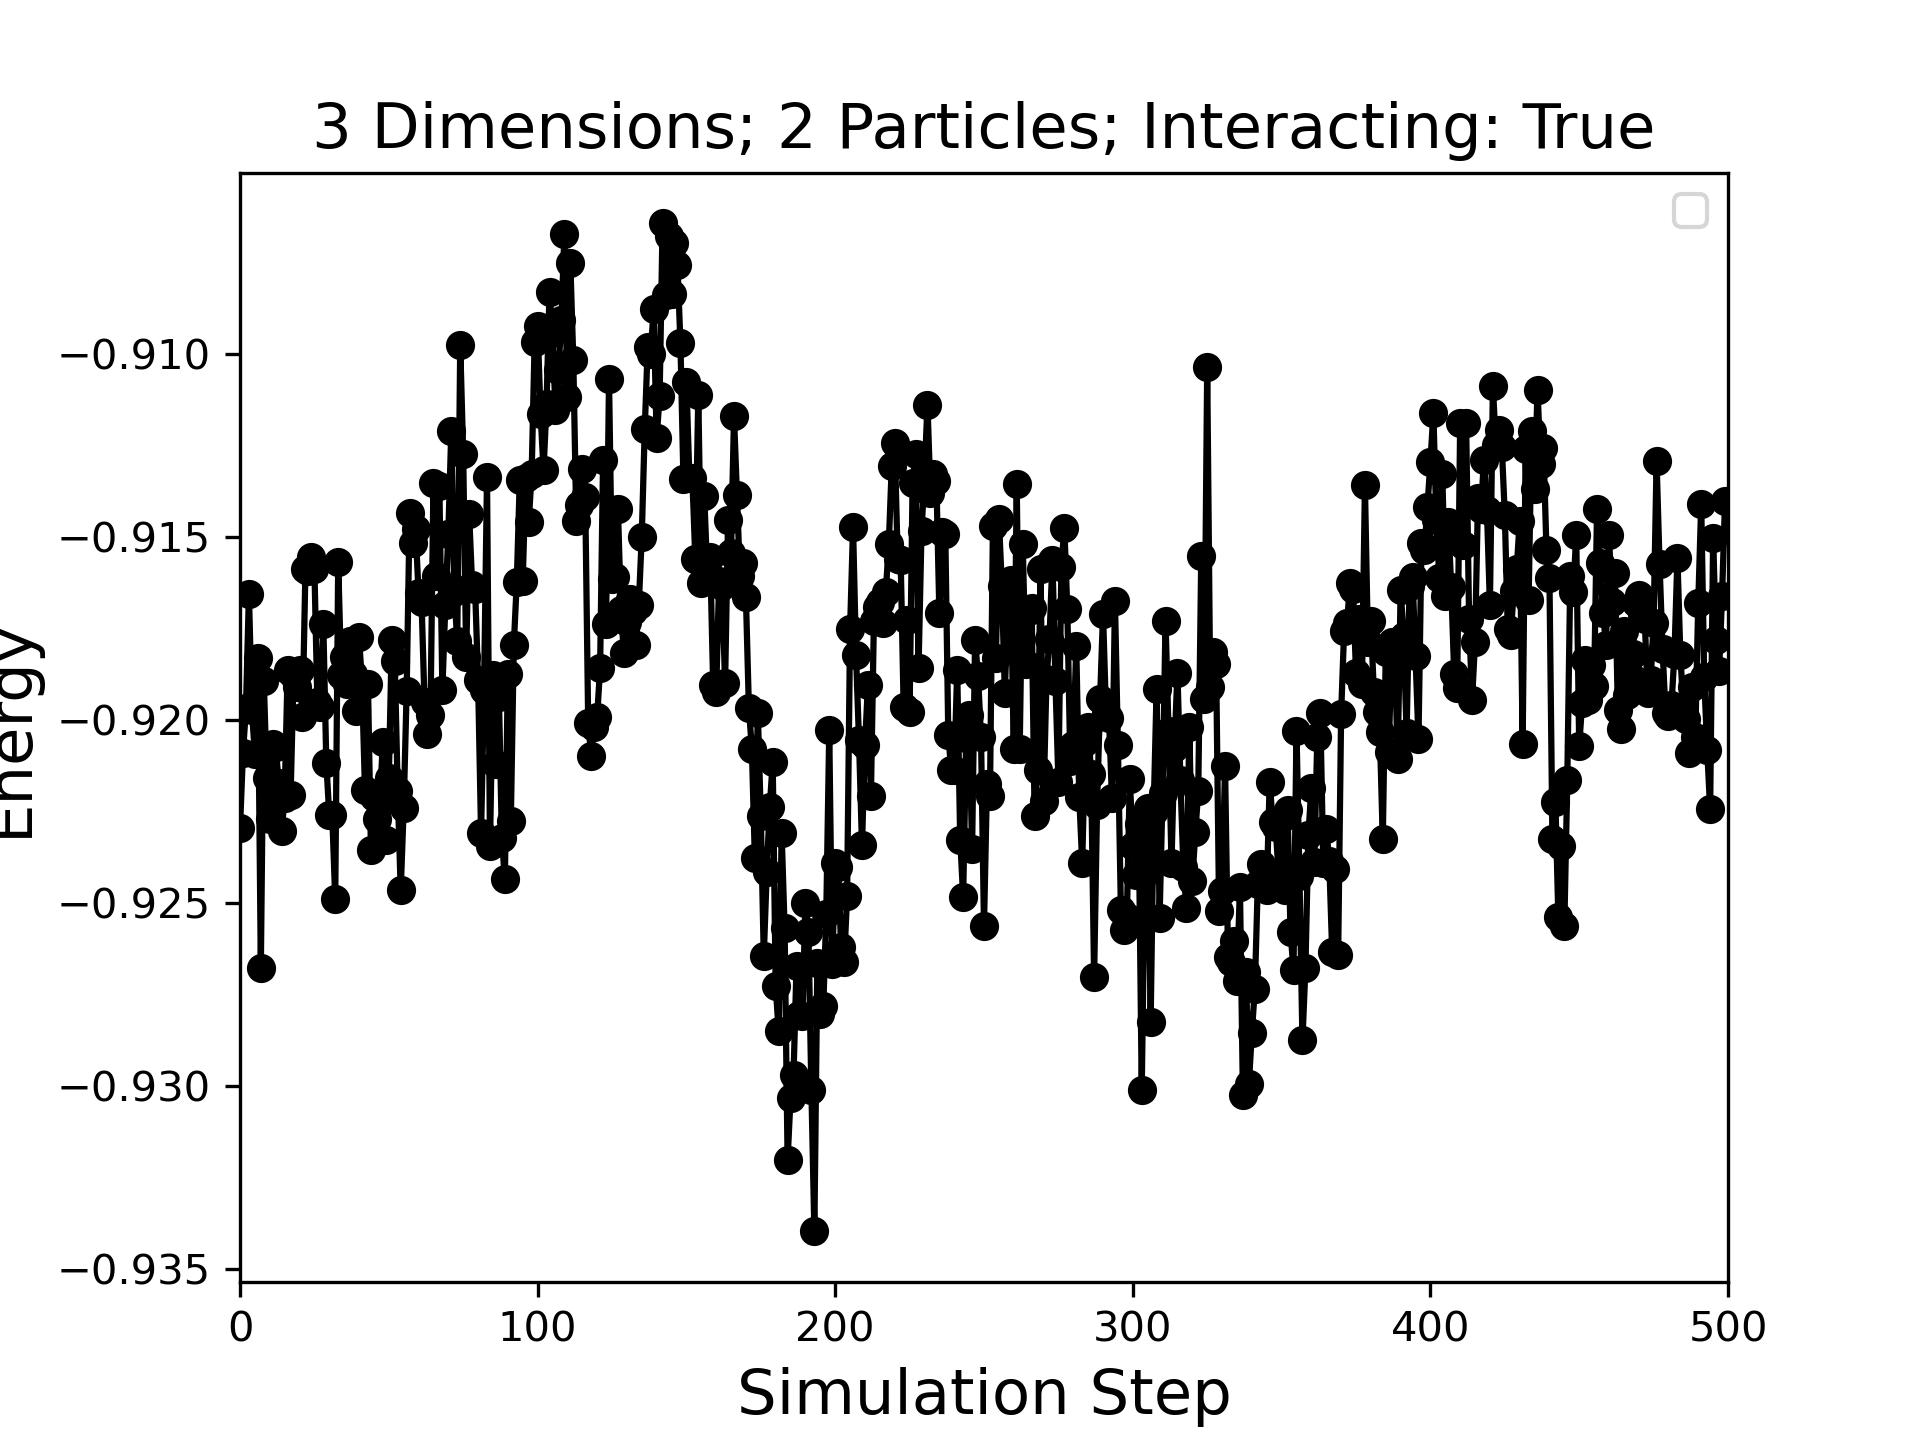 3 Dimensions; 2 Particles; Interacting: True
Energy
−0.910
−0.915
−0.920
−0.925
−0.930
−0.935
0 100 200 300 400 500
Simulation Step